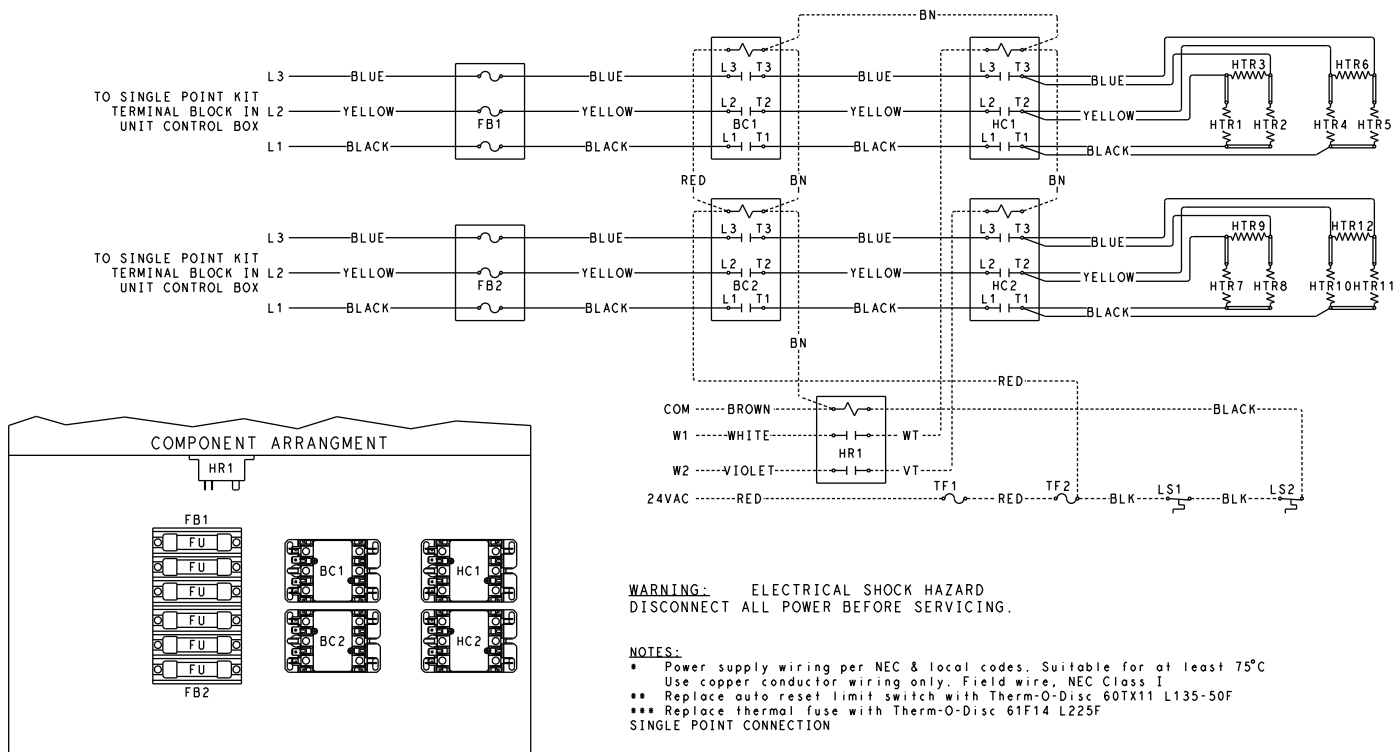 BN
L3 BLUE BLUE L3 T3 BLUE L3 T3 BLUE HTR3 HTR6
TO SINGLE POINT KIT
TERMINAL BLOCK IN L2 YELLOW FB1 YELLOW L2 T2 BC1 YELLOW L2 T2 HC1 YELLOW
UNIT CONTROL BOX
HTR1 HTR2 HTR4 HTR5
L1 BLACK BLACK L1 T1 BLACK L1 T1 BLACK
RED BN BN
L3 BLUE BLUE L3 T3 BLUE L3 T3 BLUE HTR9 HTR12
TO SINGLE POINT KIT
TERMINAL BLOCK IN L2 YELLOW FB2 YELLOW L2 T2 BC2 YELLOW L2 T2 HC2 YELLOW
UNIT CONTROL BOX
HTR7 HTR8 HTR10 HTR11
L1 BLACK BLACK L1 T1 BLACK L1 T1 BLACK
BN
RED
COM BROWN BLACK
W1 WHITE WT
HR1
W2 VIOLET VT
24VAC RED TF1 RED TF2 BLK LS1 BLK LS2
COMPONENT ARRANGMENT
HR1
FB1
FU
FU
FU
FU
FU
FU
FB2
BC1 HC1
BC2 HC2
WARNING: ELECTRICAL SHOCK HAZARD
DISCONNECT ALL POWER BEFORE SERVICING.
NOTES:
* Power supply wiring per NEC & local codes. Suitable for at least 75°C
Use copper conductor wiring only. Field wire, NEC Class I
** Replace auto reset limit switch with Therm-O-Disc 60TX11 L135-50F
*** Replace thermal fuse with Therm-O-Disc 61F14 L225F
SINGLE POINT CONNECTION